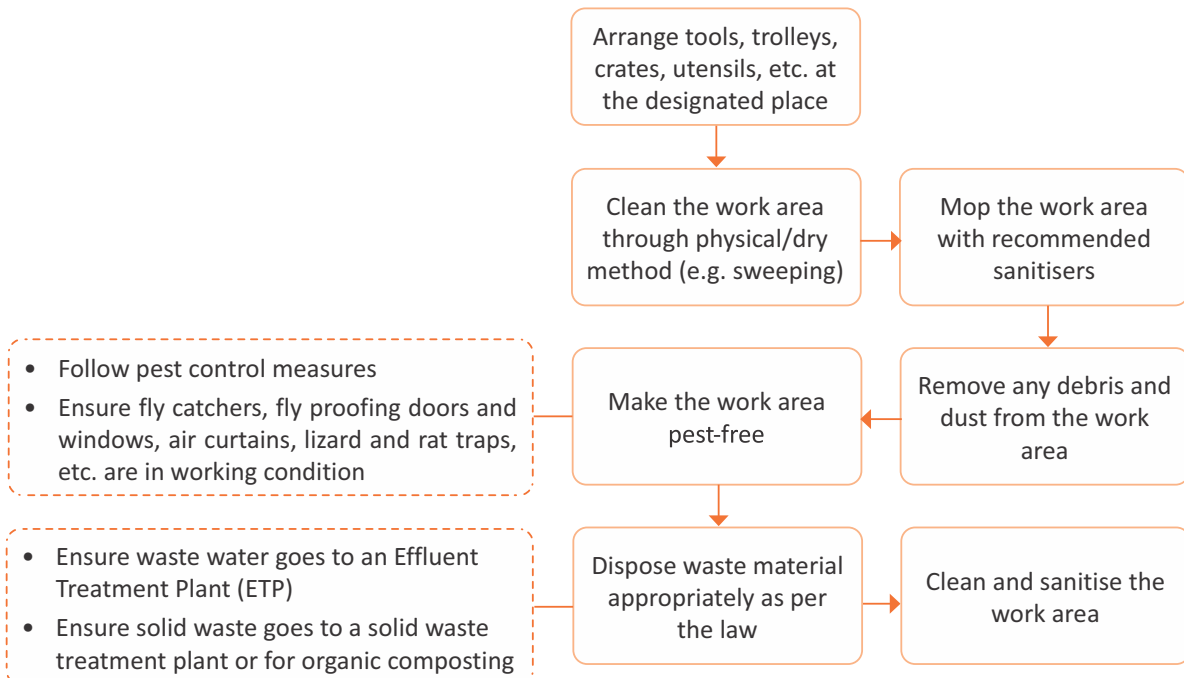 Arrange tools, trolleys,
crates, utensils, etc. at
the designated place
Clean the work area
through physical/dry
method (e.g. sweeping)
Mop the work area
with recommended
sanitisers
Remove any debris and
dust from the work
area
Make the work area
pest-free
• Follow pest control measures
• Ensure fly catchers, fly proofing doors and
windows, air curtains, lizard and rat traps,
etc. are in working condition
Dispose waste material
appropriately as per
the law
• Ensure waste water goes to an Effluent
Treatment Plant (ETP)
• Ensure solid waste goes to a solid waste
treatment plant or for organic composting
Clean and sanitise the
work area